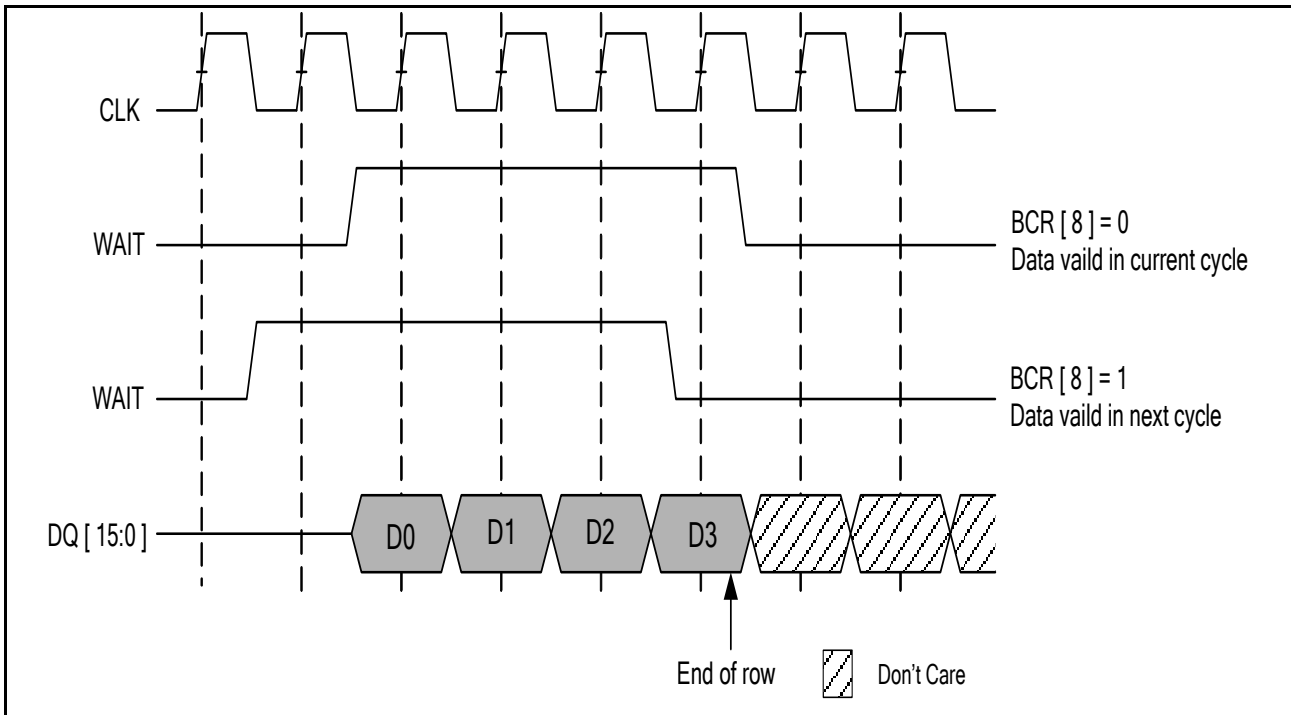 CLK
WAIT
BCR [ 8 ] = 0
Data vaild in current cycle
WAIT
BCR [ 8 ] = 1
Data vaild in next cycle
DQ [ 15:0 ]
D0
D1
D2
D3
End of row
Don't Care